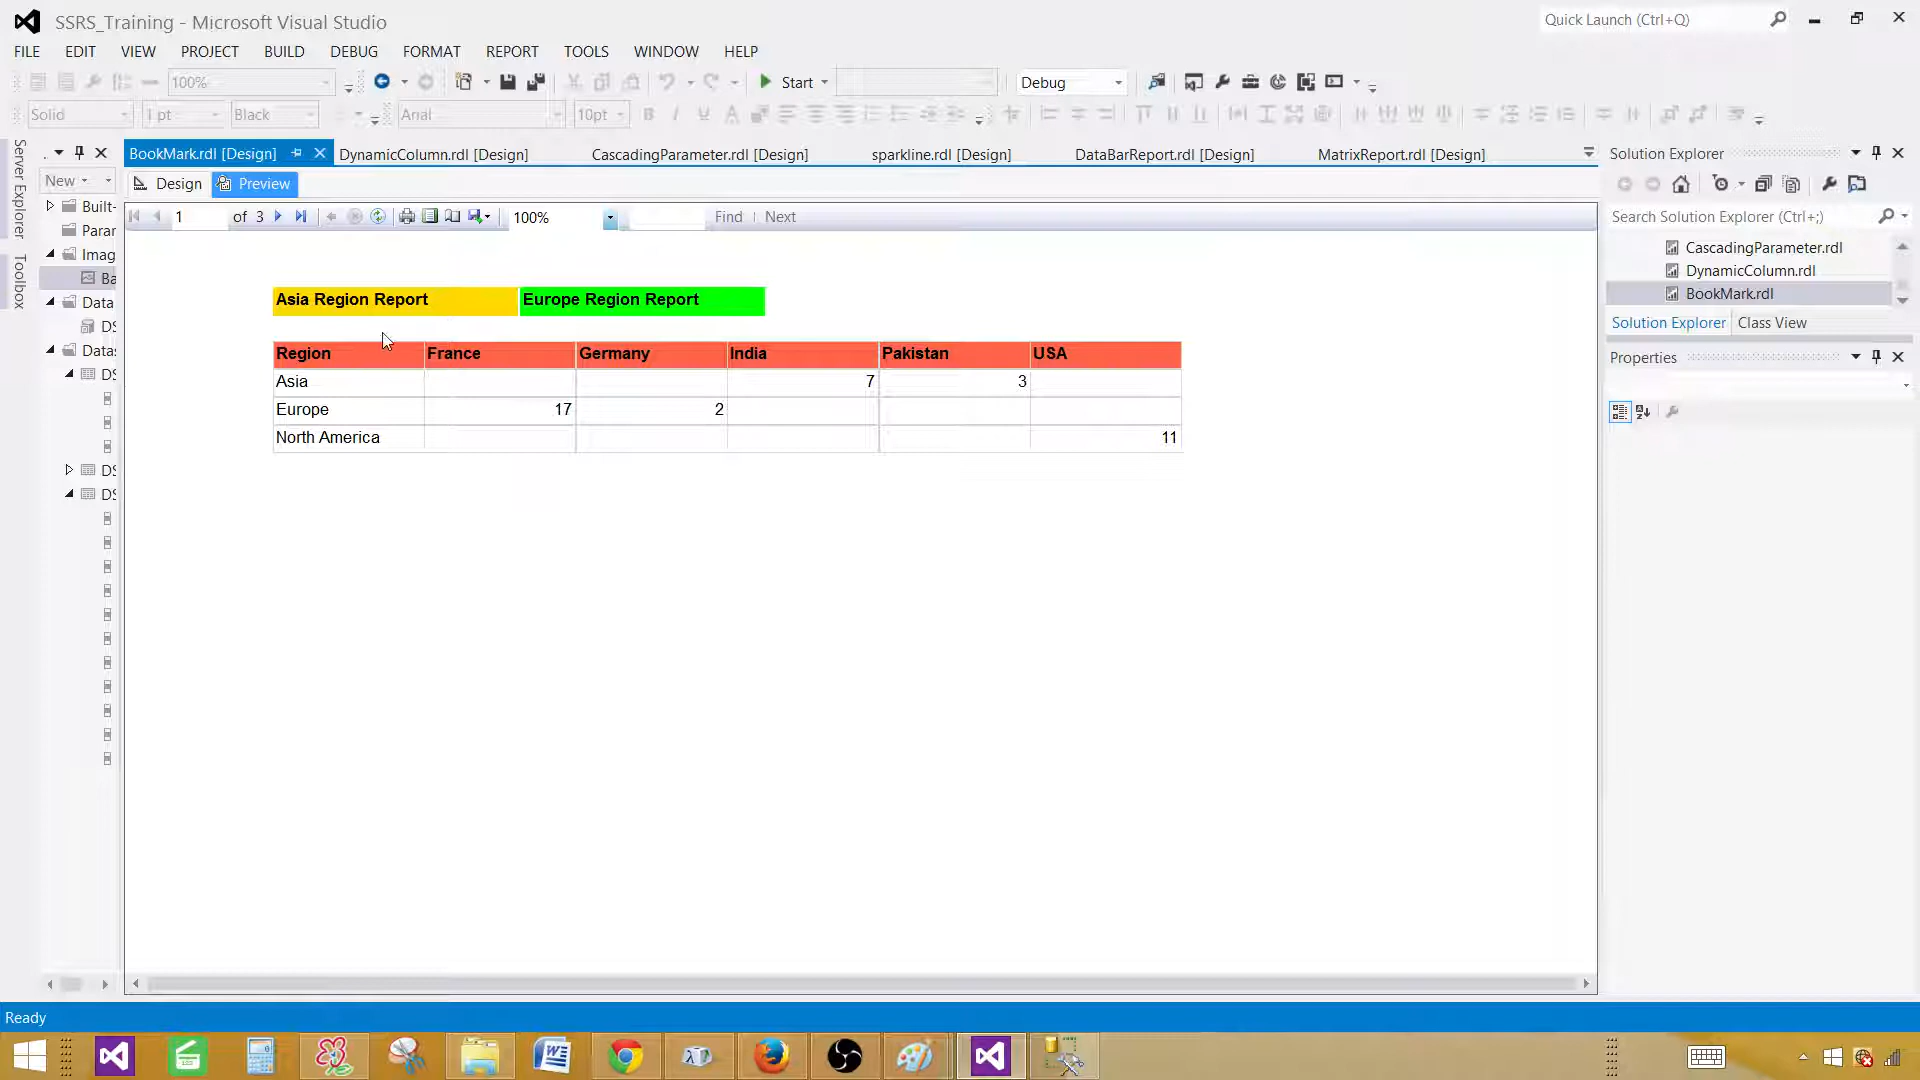 SSRS_Training - Microsoft Visual Studio
Quick Launch (Ctrl+Q)
FILE EDIT VIEW PROJECT BUILD DEBUG FORMAT REPORT TOOLS WINDOW HELP
100% Start Debug
Solid 1 pt Black Arial 10pt B I U A
Server Explorer
Toolbox
BookMark.rdl [Design] DynamicColumn.rdl [Design] CascadingParameter.rdl [Design] sparkline.rdl [Design] DataBarReport.rdl [Design] MatrixReport.rdl [Design]
New
Design Preview
1 of 3 100% Find Next
Built-
Parar
Imag
Ba
Data
DS
Datas
DS
DS
DS
Asia Region Report Europe Region Report
Region France Germany India Pakistan USA
Asia 7 3
Europe 17 2
North America 11
Solution Explorer
Search Solution Explorer (Ctrl+;)
CascadingParameter.rdl
DynamicColumn.rdl
BookMark.rdl
Solution Explorer Class View
Properties
Ready